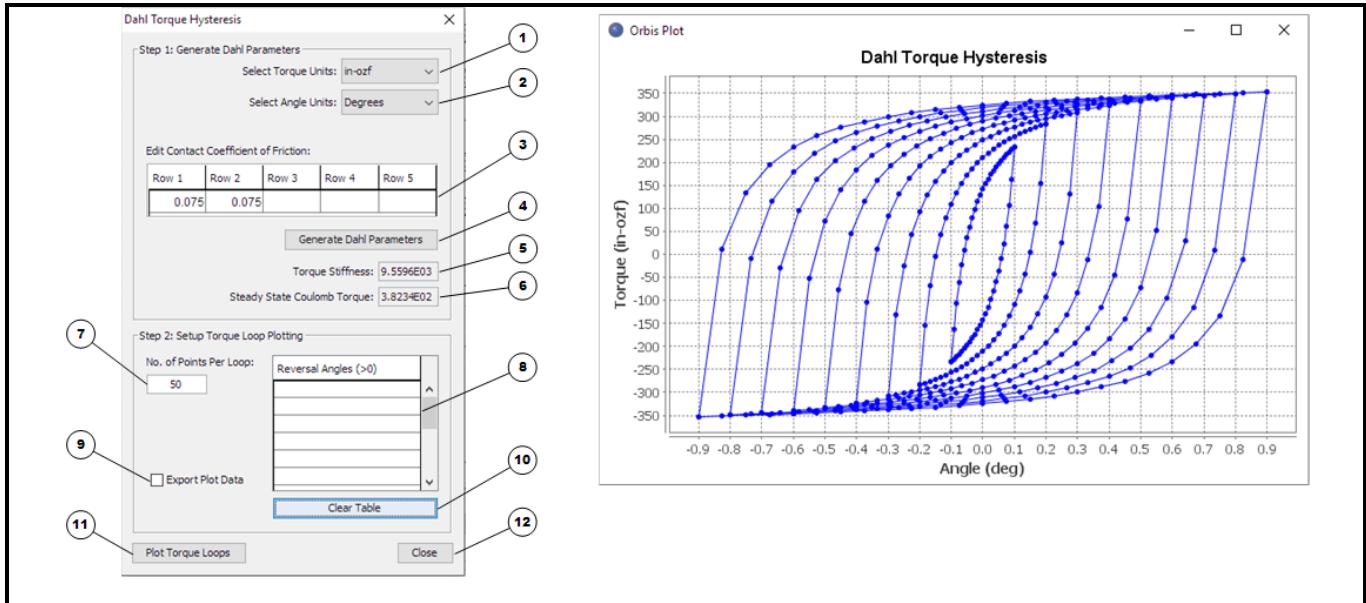 Dahl Torque Hysteresis
Step 1: Generate Dahl Parameters
Select Torque Units: in-ozf
1
Select Angle Units: Degrees
2
Edit Contact Coefficient of Friction:
Row 1 Row 2 Row 3 Row 4 Row 5
0.075 0.075
3
Generate Dahl Parameters
4
Torque Stiffness: 9.5596E03
5
Steady State Coulomb Torque: 3.8234E02
6
Step 2: Setup Torque Loop Plotting
7
No. of Points Per Loop:
50
Reversal Angles (>0)
8
9
Export Plot Data
Clear Table
10
11
Plot Torque Loops
Close
12
Orbis Plot
Dahl Torque Hysteresis
Torque (in-ozf)
350
300
250
200
150
100
50
0
-50
-100
-150
-200
-250
-300
-350
-0.9 -0.8 -0.7 -0.6 -0.5 -0.4 -0.3 -0.2 -0.1 0.0 0.1 0.2 0.3 0.4 0.5 0.6 0.7 0.8 0.9
Angle (deg)